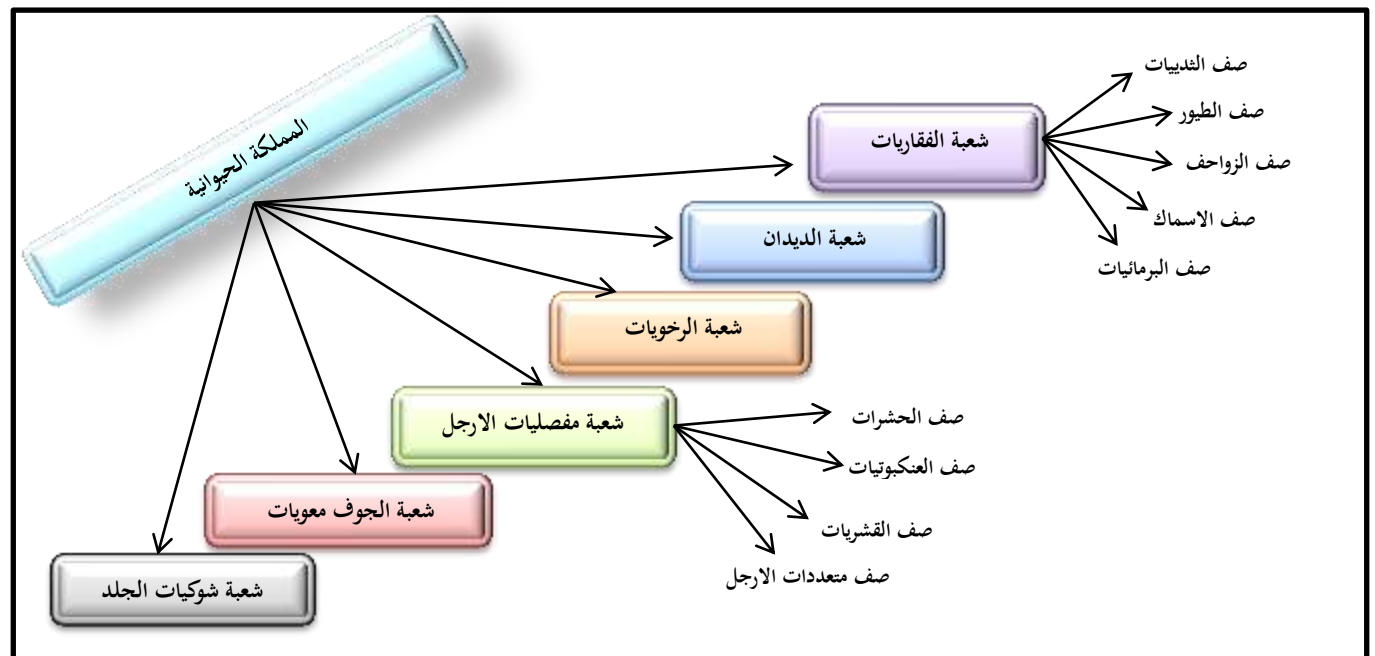 المملكة الحيوانية
شعبة الفقاريات
صف الثدييات
صف الطيور
صف الزواحف
صف الاسماك
صف البرمائيات
شعبة الديدان
شعبة الرخويات
شعبة مفصليات الارجل
صف الحشرات
صف العنكبوتيات
صف القشريات
صف متعددات الارجل
شعبة الجوف معويات
شعبة شوكيات الجلد